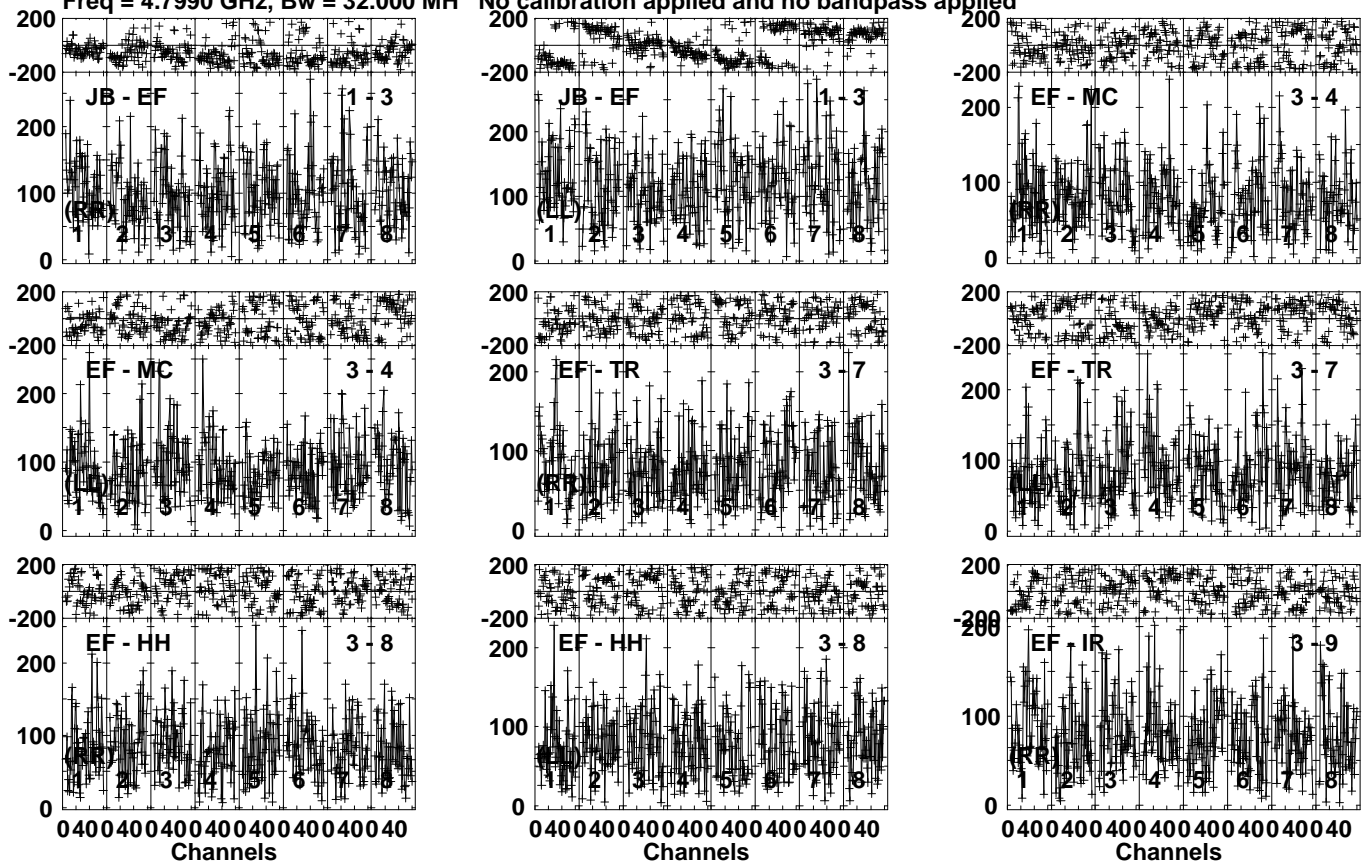 Freq = 4.7990 GHz, Bw = 32.000 MH No calibration applied and no bandpass applied
200 200 200
-200 -200 -200
JB - EF 1 - 3 JB - EF 1 - 3 EF - MC 3 - 4
200 200 200
100 100 100
(RR) (LL) (RR)
1 2 3 4 5 6 7 8 1 2 3 4 5 6 7 8 1 2 3 4 5 6 7 8
0 0 0
200 200 200
-200 -200 -200
EF - MC 3 - 4 EF - TR 3 - 7 EF - TR 3 - 7
200 200 200
100 100 100
(LL) (RR) (LL)
1 2 3 4 5 6 7 8 1 2 3 4 5 6 7 8 1 2 3 4 5 6 7 8
0 0 0
200 200 200
-200 -200 -200
EF - HH 3 - 8 EF - HH 3 - 8 EF - IR 3 - 9
200 200 200
100 100 100
(RR) (LL) (RR)
1 2 3 4 5 6 7 8 1 2 3 4 5 6 7 8 1 2 3 4 5 6 7 8
0 0 0
0 40 0 40 0 40 0 40 0 40 0 40 0 40 0 40 0 40 0 40 0 40 0 40 0 40 0 40 0 40 0 40 0 40 0 40 0 40 0 40 0 40 0 40 0 40 0 40
Channels Channels Channels